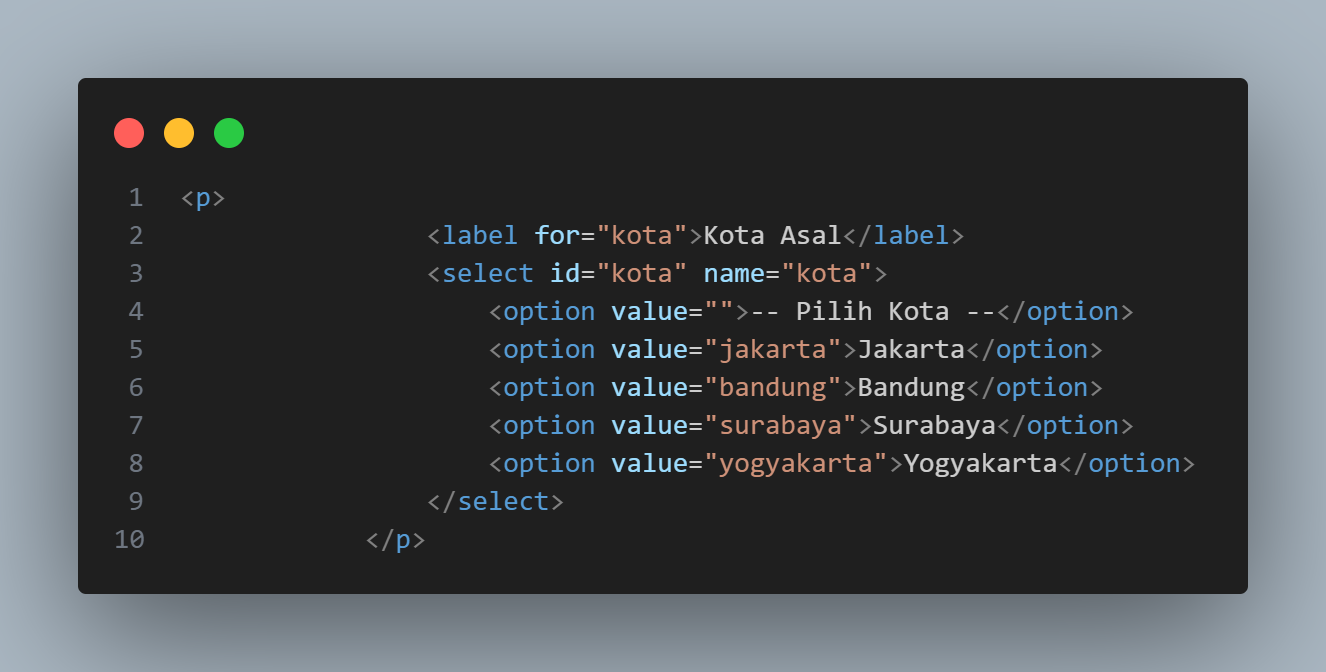 1 <p>
2 <label for="kota">Kota Asal</label>
3 <select id="kota" name="kota">
4 <option value="">-- Pilih Kota --</option>
5 <option value="jakarta">Jakarta</option>
6 <option value="bandung">Bandung</option>
7 <option value="surabaya">Surabaya</option>
8 <option value="yogyakarta">Yogyakarta</option>
9 </select>
10 </p>